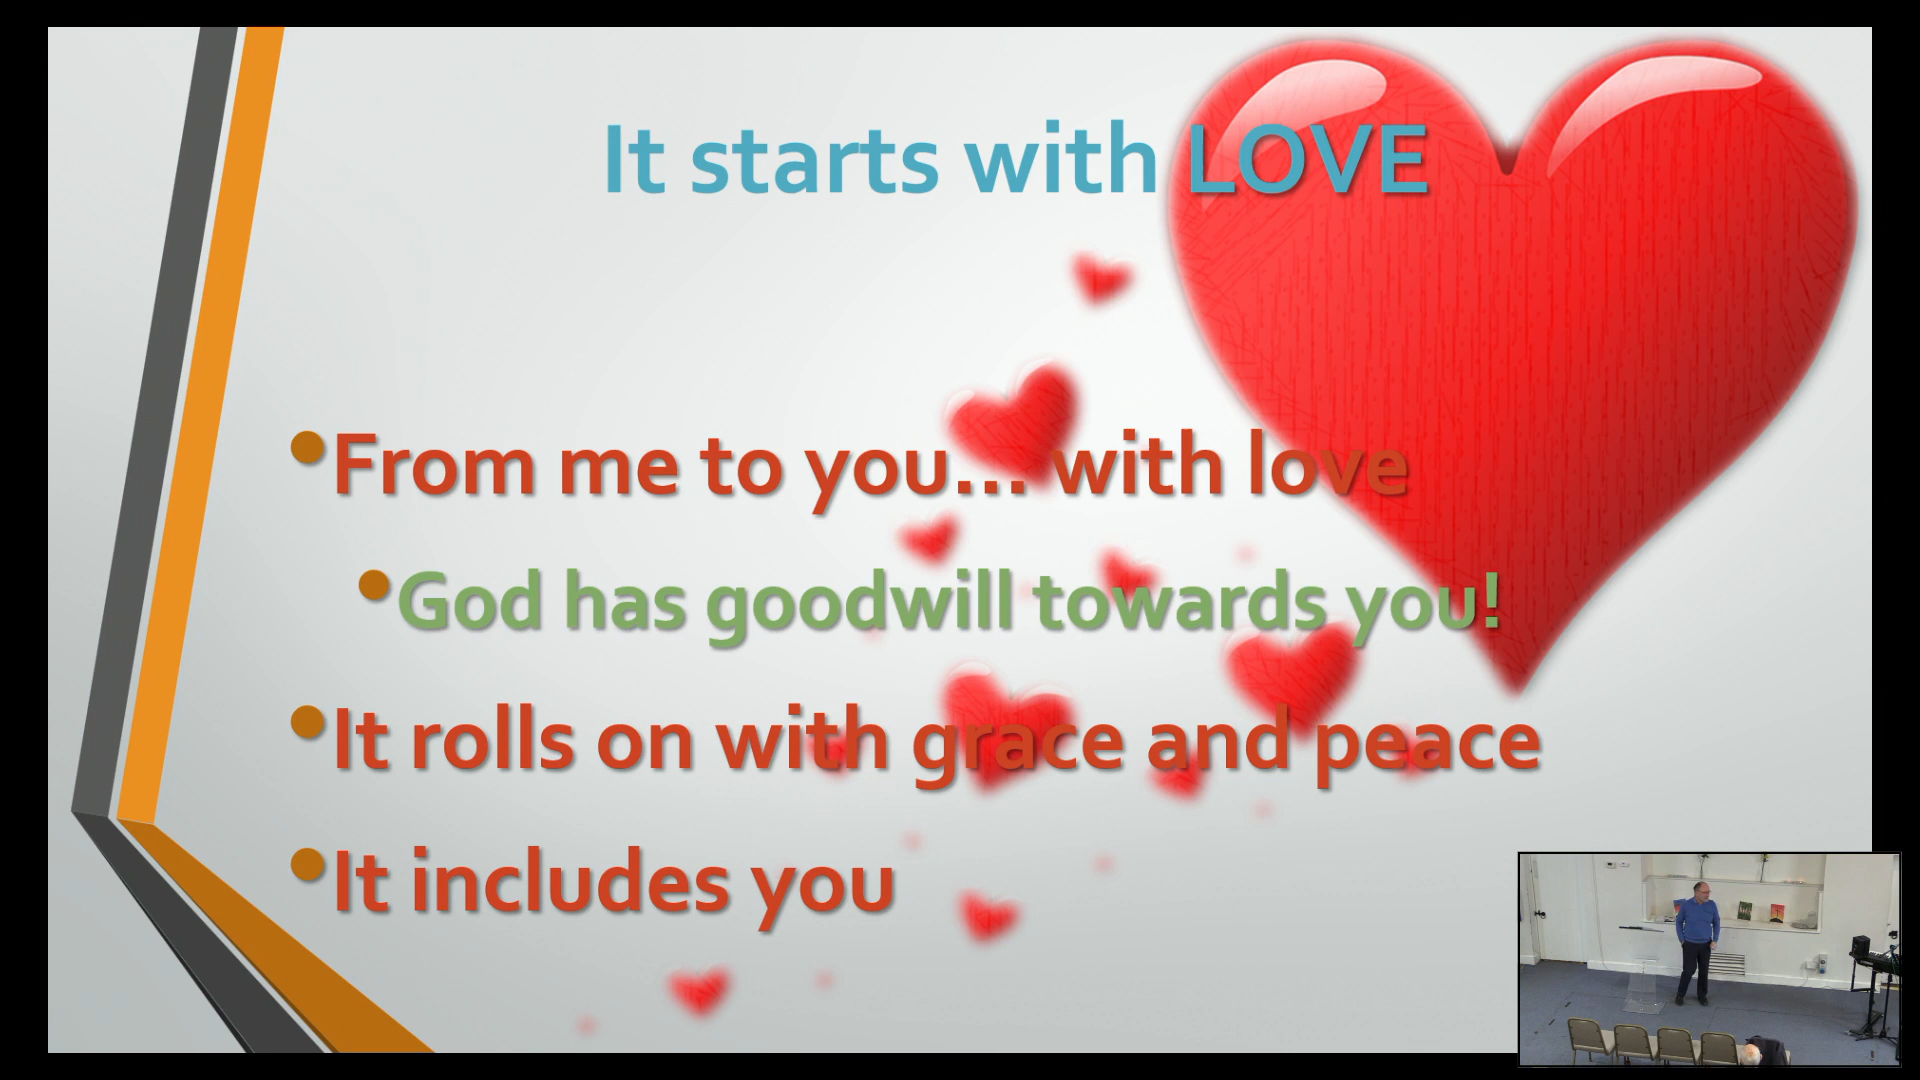 It starts with LOVE
From me to you... with love
God has goodwill towards you!
It rolls on with grace and peace
It includes you